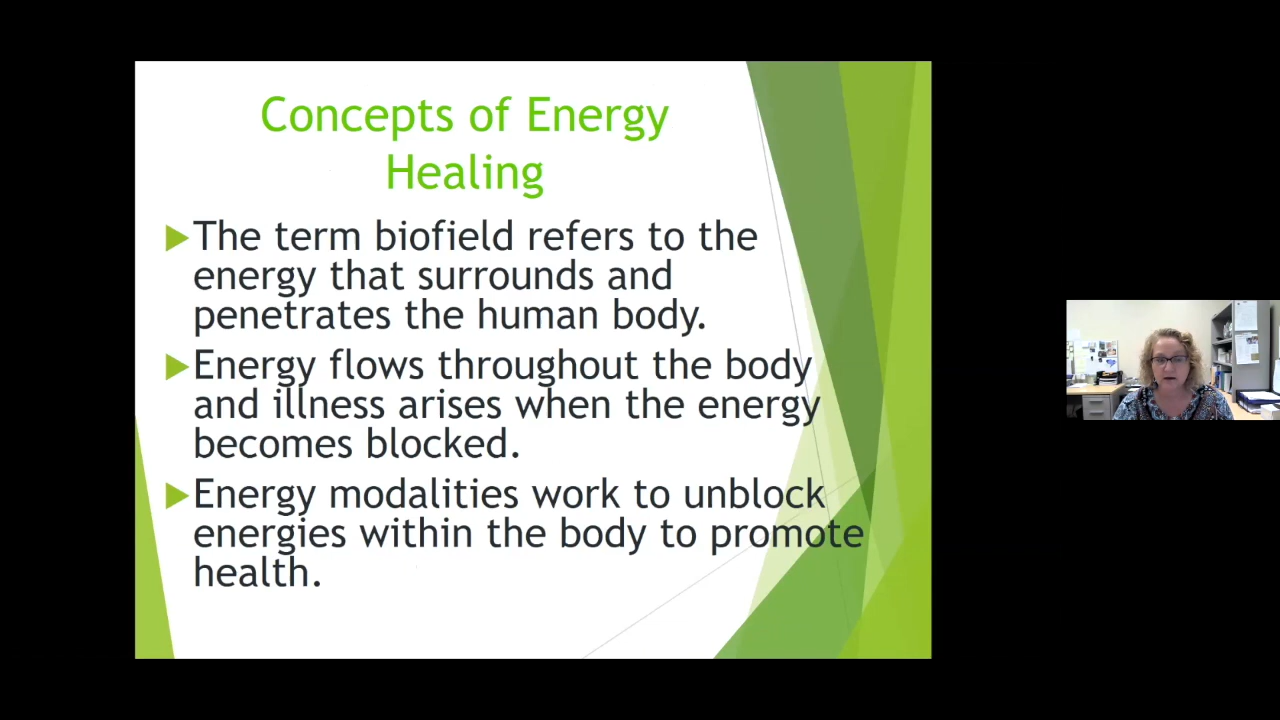 Concepts of Energy
Healing
The term biofield refers to the
energy that surrounds and
penetrates the human body.
Energy flows throughout the body
and illness arises when the energy
becomes blocked.
Energy modalities work to unblock
energies within the body to promote
health.